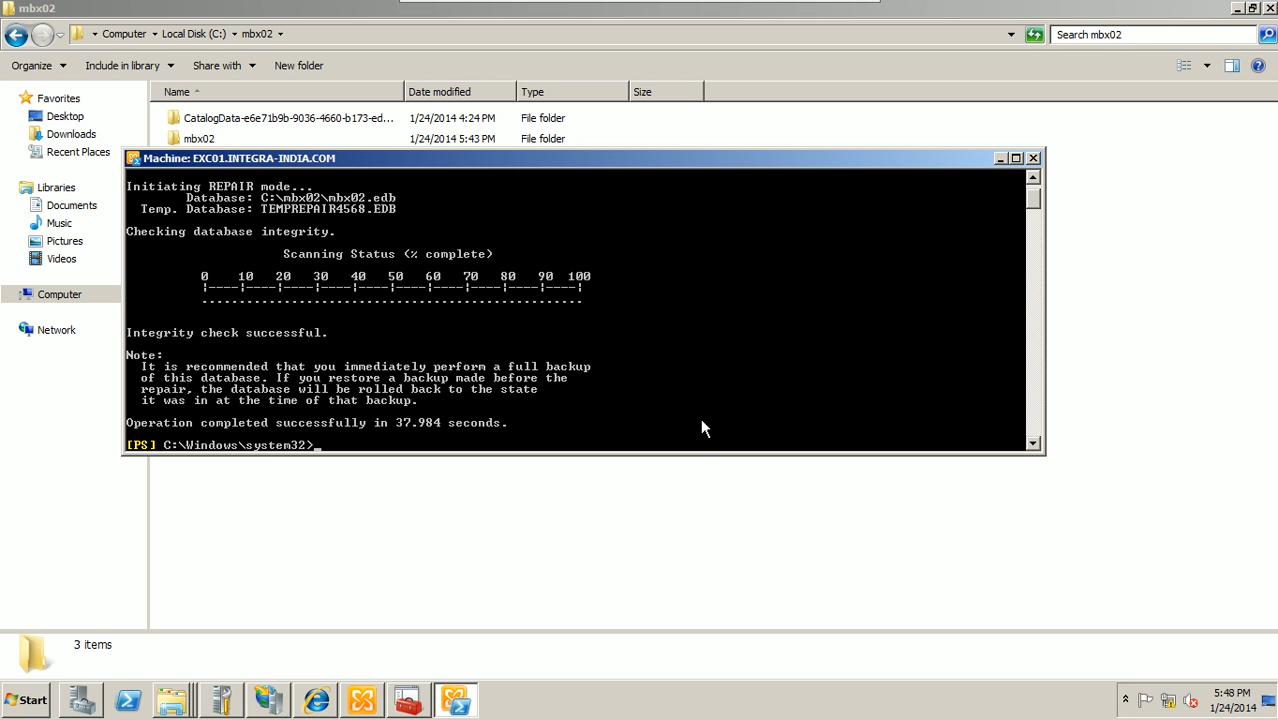 mbx02
Computer Local Disk (C:) mbx02
Search mbx02
Organize Include in library Share with New folder
Name Date modified Type Size
Favorites
Desktop
Downloads
Recent Places
Libraries
Documents
Music
Pictures
Videos
Computer
Network
CatalogData-e6e71b9b-9036-4660-b173-ed... 1/24/2014 4:24 PM File folder
mbx02 1/24/2014 5:43 PM File folder
Machine: EXC01.INTEGRA-INDIA.COM
Initiating REPAIR mode...
Database: C:\mbx02\mbx02.edb
Temp. Database: TEMPREPAIR4568.EDB
Checking database integrity.
Scanning Status (% complete)
0 10 20 30 40 50 60 70 80 90 100
|----|----|----|----|----|----|----|----|----|----|
...................................................
Integrity check successful.
Note:
It is recommended that you immediately perform a full backup
of this database. If you restore a backup made before the
repair, the database will be rolled back to the state
it was in at the time of that backup.
Operation completed successfully in 37.984 seconds.
[PS] C:\Windows\system32>_
3 items
Start
5:48 PM
1/24/2014